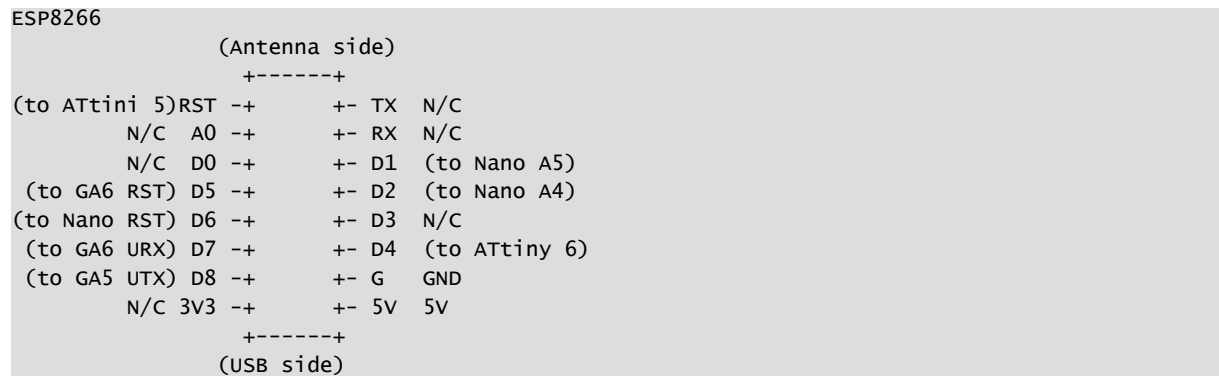 ESP8266
(Antenna side)
+------+
(to ATtini 5)RST -+      +- TX  N/C
N/C  A0 -+      +- RX  N/C
N/C  D0 -+      +- D1  (to Nano A5)
(to GA6 RST) D5 -+      +- D2  (to Nano A4)
(to Nano RST) D6 -+      +- D3  N/C
(to GA6 URX) D7 -+      +- D4  (to ATtiny 6)
(to GA5 UTX) D8 -+      +- G   GND
N/C 3V3 -+      +- 5V  5V
+------+
(USB side)